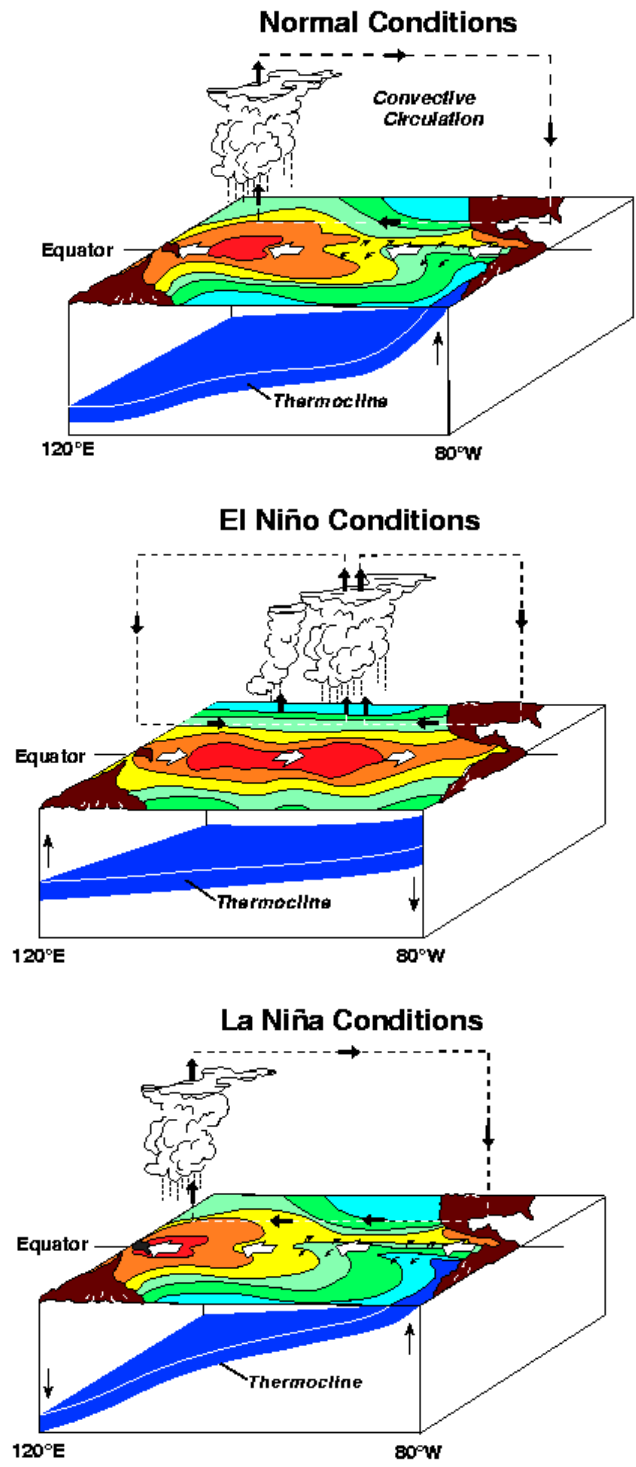 Normal Conditions
Convective
Circulation
Equator
Thermocline
120°E
80°W
El Niño Conditions
Equator
Thermocline
120°E
80°W
La Niña Conditions
Equator
Thermocline
120°E
80°W